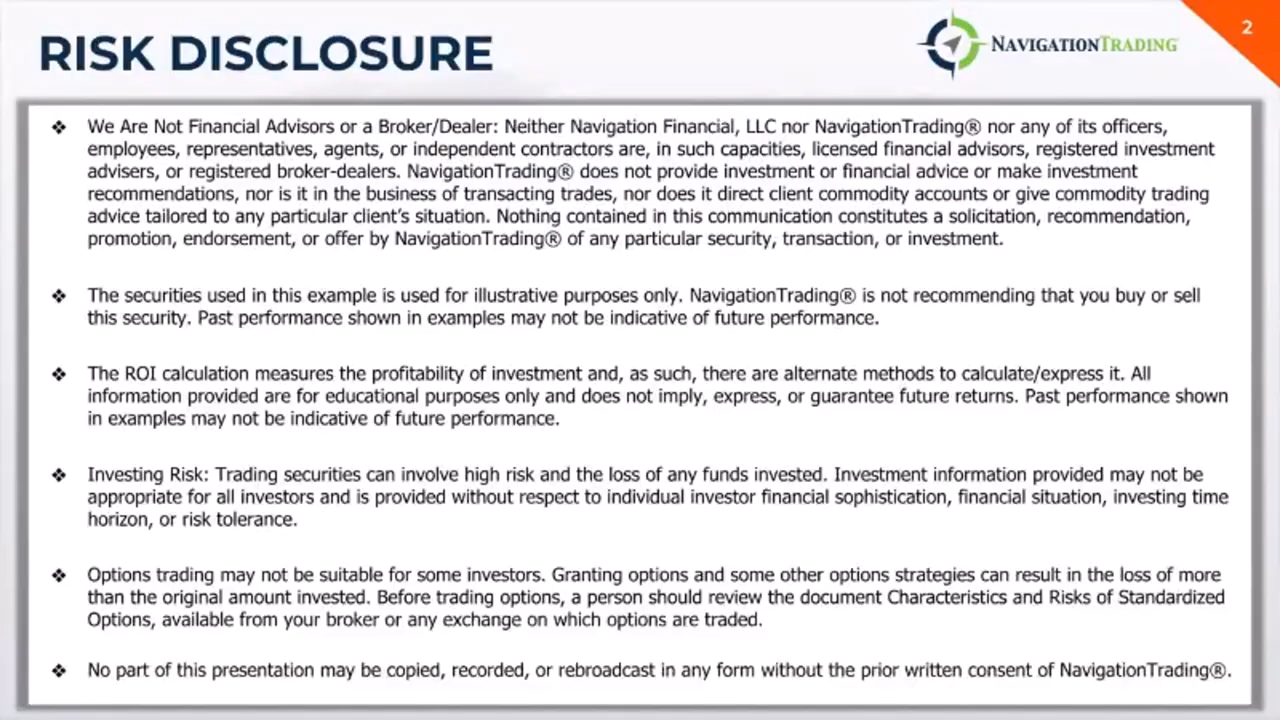 RISK DISCLOSURE
NAVIGATIONTRADING
2
❖ We Are Not Financial Advisors or a Broker/Dealer: Neither Navigation Financial, LLC nor NavigationTrading® nor any of its officers,
employees, representatives, agents, or independent contractors are, in such capacities, licensed financial advisors, registered investment
advisers, or registered broker-dealers. NavigationTrading® does not provide investment or financial advice or make investment
recommendations, nor is it in the business of transacting trades, nor does it direct client commodity accounts or give commodity trading
advice tailored to any particular client's situation. Nothing contained in this communication constitutes a solicitation, recommendation,
promotion, endorsement, or offer by NavigationTrading® of any particular security, transaction, or investment.
❖ The securities used in this example is used for illustrative purposes only. NavigationTrading® is not recommending that you buy or sell
this security. Past performance shown in examples may not be indicative of future performance.
❖ The ROI calculation measures the profitability of investment and, as such, there are alternate methods to calculate/express it. All
information provided are for educational purposes only and does not imply, express, or guarantee future returns. Past performance shown
in examples may not be indicative of future performance.
❖ Investing Risk: Trading securities can involve high risk and the loss of any funds invested. Investment information provided may not be
appropriate for all investors and is provided without respect to individual investor financial sophistication, financial situation, investing time
horizon, or risk tolerance.
❖ Options trading may not be suitable for some investors. Granting options and some other options strategies can result in the loss of more
than the original amount invested. Before trading options, a person should review the document Characteristics and Risks of Standardized
Options, available from your broker or any exchange on which options are traded.
❖ No part of this presentation may be copied, recorded, or rebroadcast in any form without the prior written consent of NavigationTrading®.